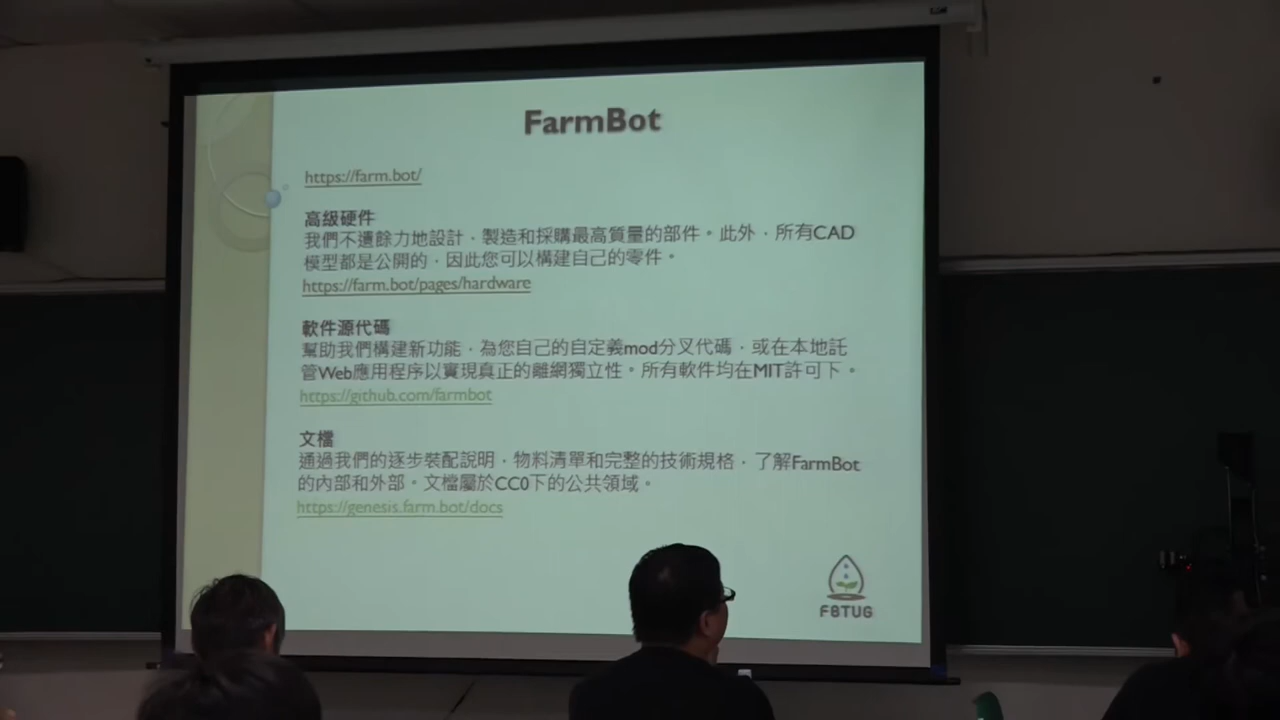 FarmBot
https://farm.bot/
高級硬件
我們不遺餘力地設計，製造和採購最高質量的部件。此外，所有CAD
模型都是公開的，因此您可以構建自己的零件。
https://farm.bot/pages/hardware
軟件源代碼
幫助我們構建新功能，為您自己的自定義mod分叉代碼，或在本地託
管Web應用程序以實現真正的離網獨立性。所有軟件均在MIT許可下。
https://github.com/farmbot
文檔
通過我們的逐步裝配說明，物料清單和完整的技術規格，了解FarmBot
的內部和外部。文檔屬於CC0下的公共領域。
https://genesis.farm.bot/docs
FBTUG